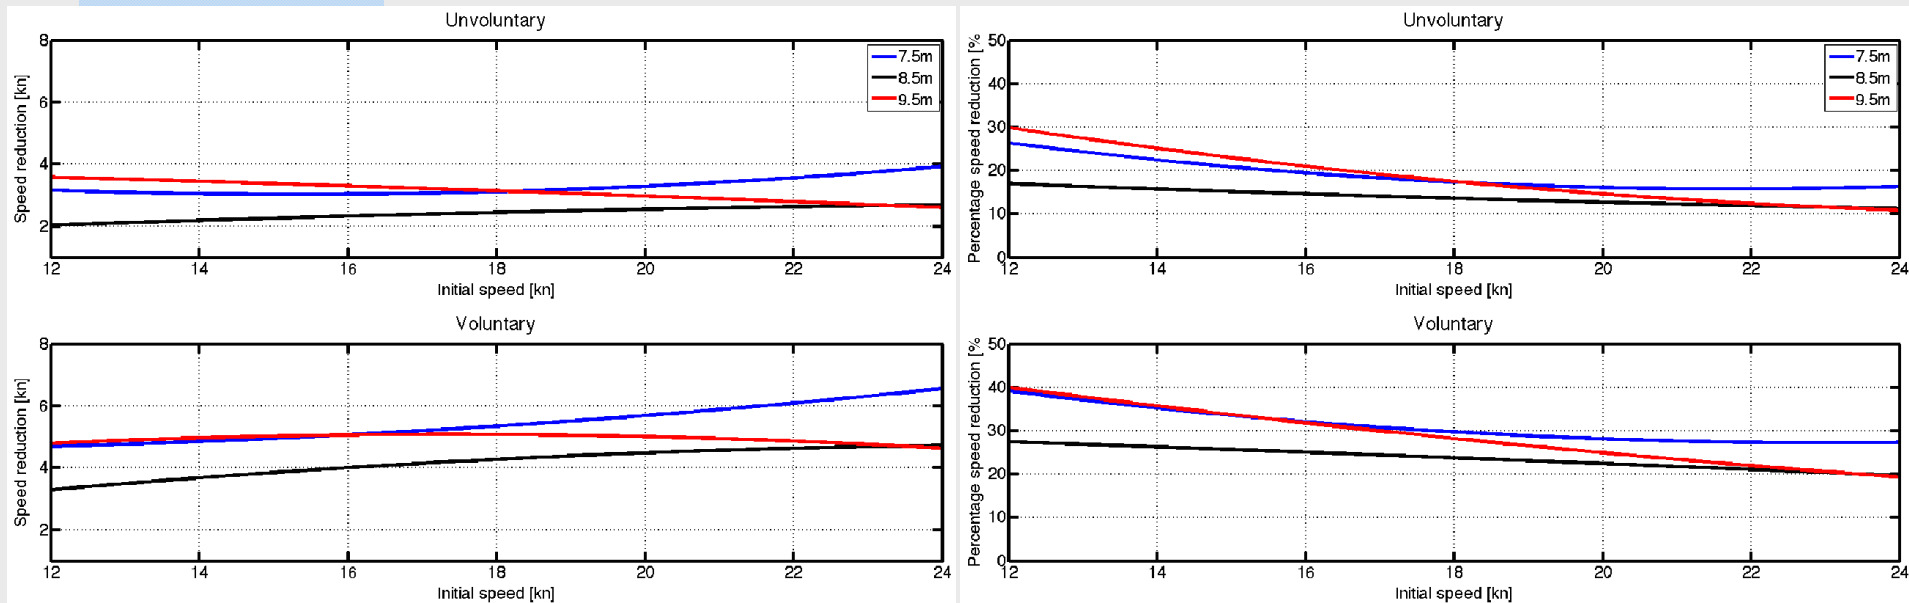 Unvoluntary
8
6
4
2
Speed reduction [kn]
7.5m
8.5m
9.5m
12 14 16 18 20 22 24
Initial speed [kn]
Unvoluntary
50
40
30
20
10
0
Percentage speed reduction [%
7.5m
8.5m
9.5m
12 14 16 18 20 22 24
Initial speed [kn]
Voluntary
8
6
4
2
Speed reduction [kn]
12 14 16 18 20 22 24
Initial speed [kn]
Voluntary
50
40
30
20
10
0
Percentage speed reduction [%
12 14 16 18 20 22 24
Initial speed [kn]